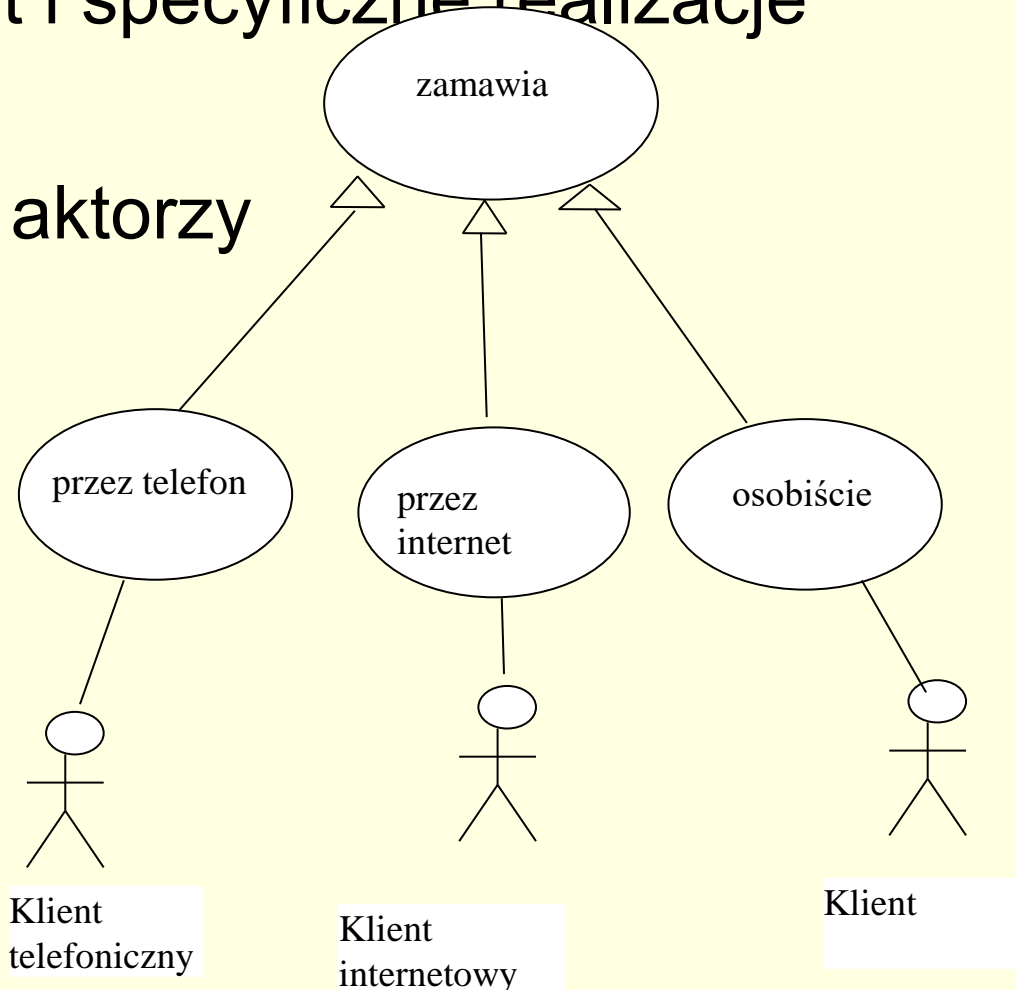 t i specyficzne realizacje
zamawia
aktorzy
przez telefon
przez
internet
osobiście
Klient
telefoniczny
Klient
internetowy
Klient